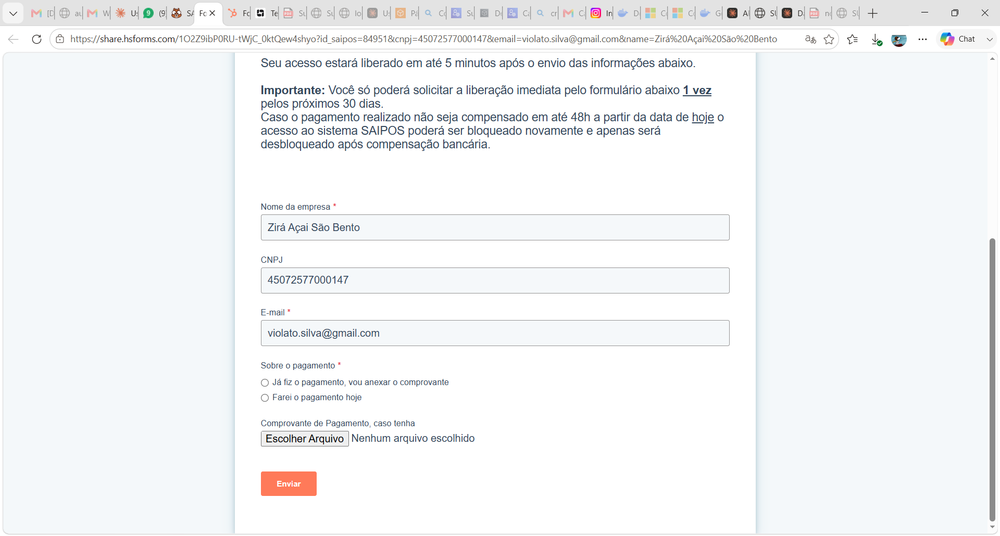 Fc
(9
SA
Fc
Te
https://share.hsforms.com/1O2Z9ibP0RU-tWjC_0ktQew4shyo?id_saipos=84951&cnpj=45072577000147&email=violato.silva@gmail.com&name=Zirá%20Açai%20São%20Bento
Chat
Seu acesso estará liberado em até 5 minutos após o envio das informações abaixo.
Importante: Você só poderá solicitar a liberação imediata pelo formulário abaixo 1 vez
pelos próximos 30 dias.
Caso o pagamento realizado não seja compensado em até 48h a partir da data de hoje o
acesso ao sistema SAIPOS poderá ser bloqueado novamente e apenas será
desbloqueado após compensação bancária.
Nome da empresa *
Zirá Açai São Bento
CNPJ
45072577000147
E-mail *
violato.silva@gmail.com
Sobre o pagamento *
Já fiz o pagamento, vou anexar o comprovante
Farei o pagamento hoje
Comprovante de Pagamento, caso tenha
Escolher Arquivo Nenhum arquivo escolhido
Enviar